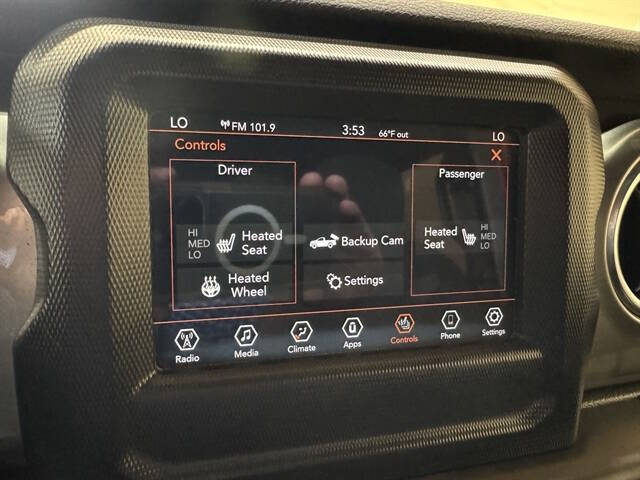 LO FM 101.9 3:53 66°F out LO
Controls X
Driver
HI
MED
LO
Heated
Seat
Heated
Wheel
Backup Cam
Settings
Passenger
Heated
Seat
HI
MED
LO
Radio Media Climate Apps Controls Phone Settings